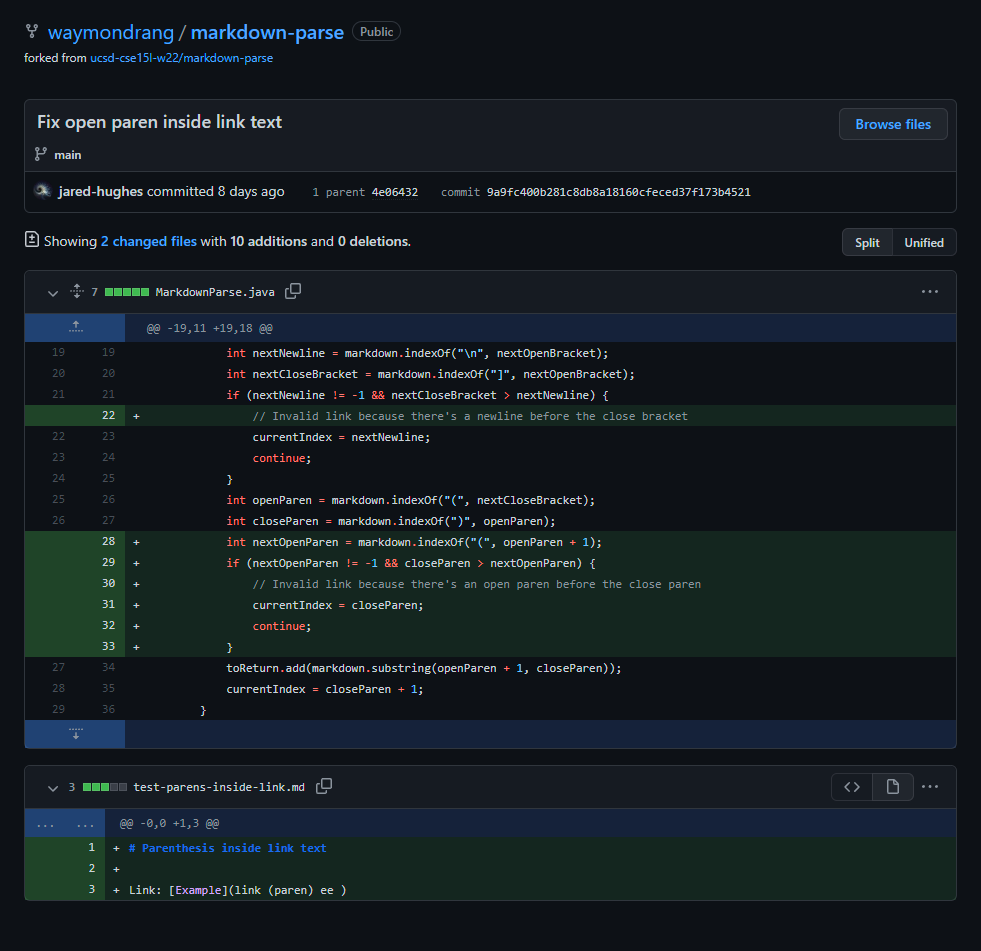 waymondrang / markdown-parse Public
forked from ucsd-cse15l-w22/markdown-parse
Fix open paren inside link text
Browse files
main
jared-hughes committed 8 days ago 1 parent 4e06432 commit 9a9fc400b281c8db8a18160cfeced37f173b4521
Showing 2 changed files with 10 additions and 0 deletions.
Split Unified
7 MarkdownParse.java
@@ -19,11 +19,18 @@
19 19 int nextNewline = markdown.indexOf("\n", nextOpenBracket);
20 20 int nextCloseBracket = markdown.indexOf("]", nextOpenBracket);
21 21 if (nextNewline != -1 && nextCloseBracket > nextNewline) {
22 + // Invalid link because there's a newline before the close bracket
22 23 currentIndex = nextNewline;
23 24 continue;
24 25 }
25 26 int openParen = markdown.indexOf("(", nextCloseBracket);
26 27 int closeParen = markdown.indexOf(")", openParen);
28 + int nextOpenParen = markdown.indexOf("(", openParen + 1);
29 + if (nextOpenParen != -1 && closeParen > nextOpenParen) {
30 + // Invalid link because there's an open paren before the close paren
31 + currentIndex = closeParen;
32 + continue;
33 + }
27 34 toReturn.add(markdown.substring(openParen + 1, closeParen));
28 35 currentIndex = closeParen + 1;
29 36 }
3 test-parens-inside-link.md
... ... @@ -0,0 +1,3 @@
1 + # Parenthesis inside link text
2 +
3 + Link: [Example](link (paren) ee )